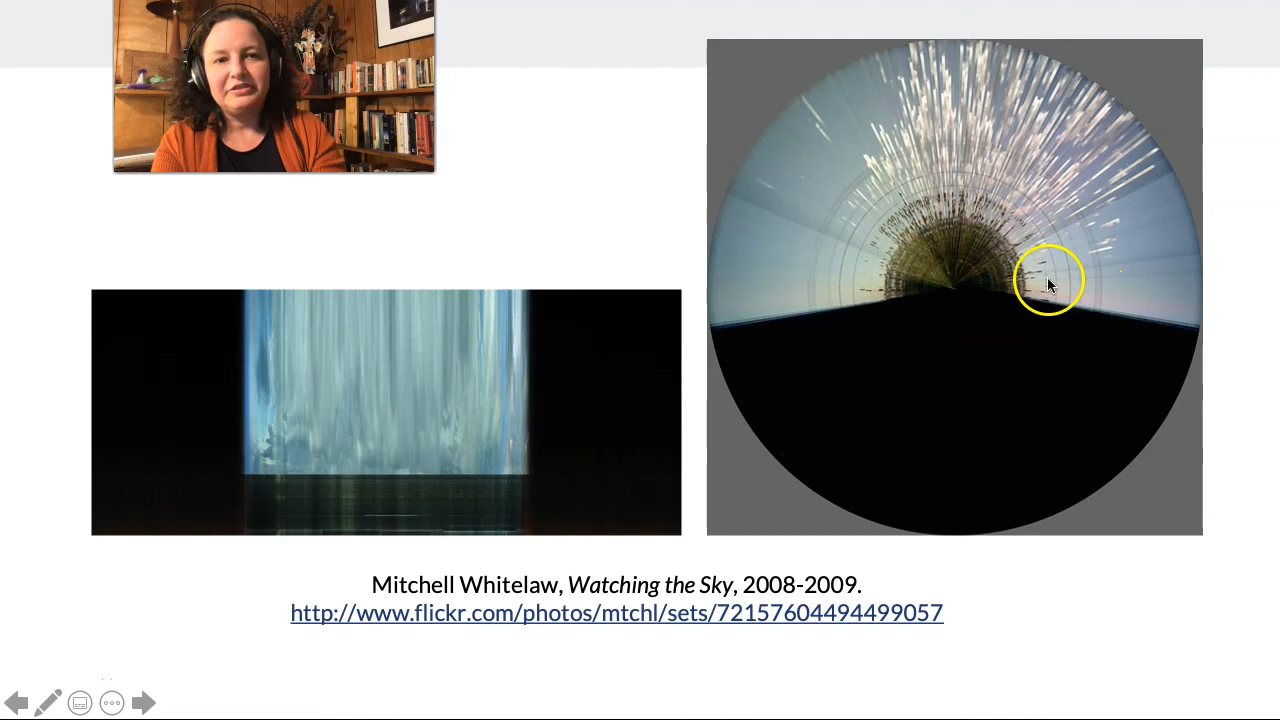 Mitchell Whitelaw, Watching the Sky, 2008-2009.
http://www.flickr.com/photos/mtchl/sets/72157604494499057